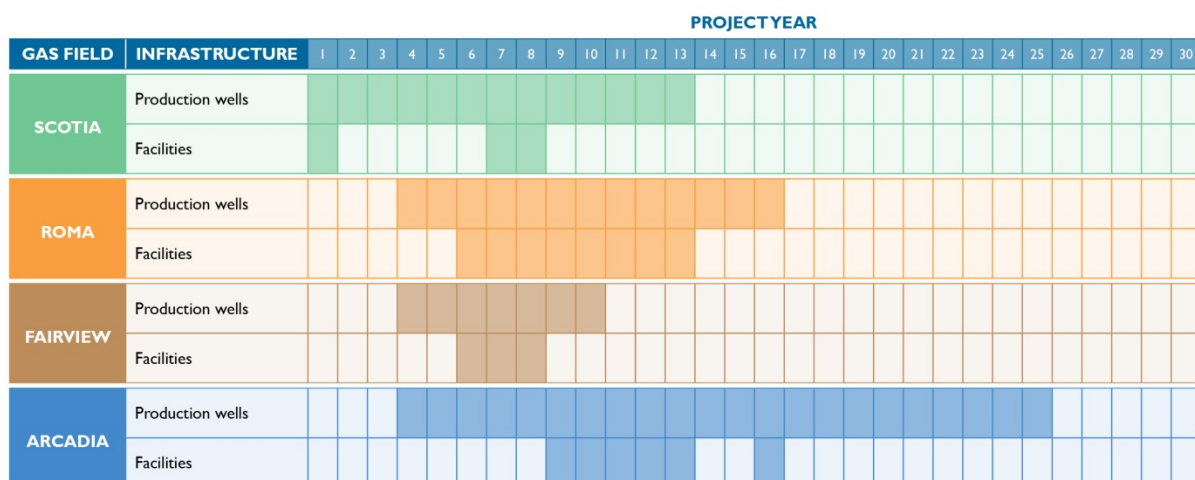 PROJECT YEAR
GAS FIELD INFRASTRUCTURE 1 2 3 4 5 6 7 8 9 10 11 12 13 14 15 16 17 18 19 20 21 22 23 24 25 26 27 28 29 30
SCOTIA
Production wells
Facilities
ROMA
Production wells
Facilities
FAIRVIEW
Production wells
Facilities
ARCADIA
Production wells
Facilities